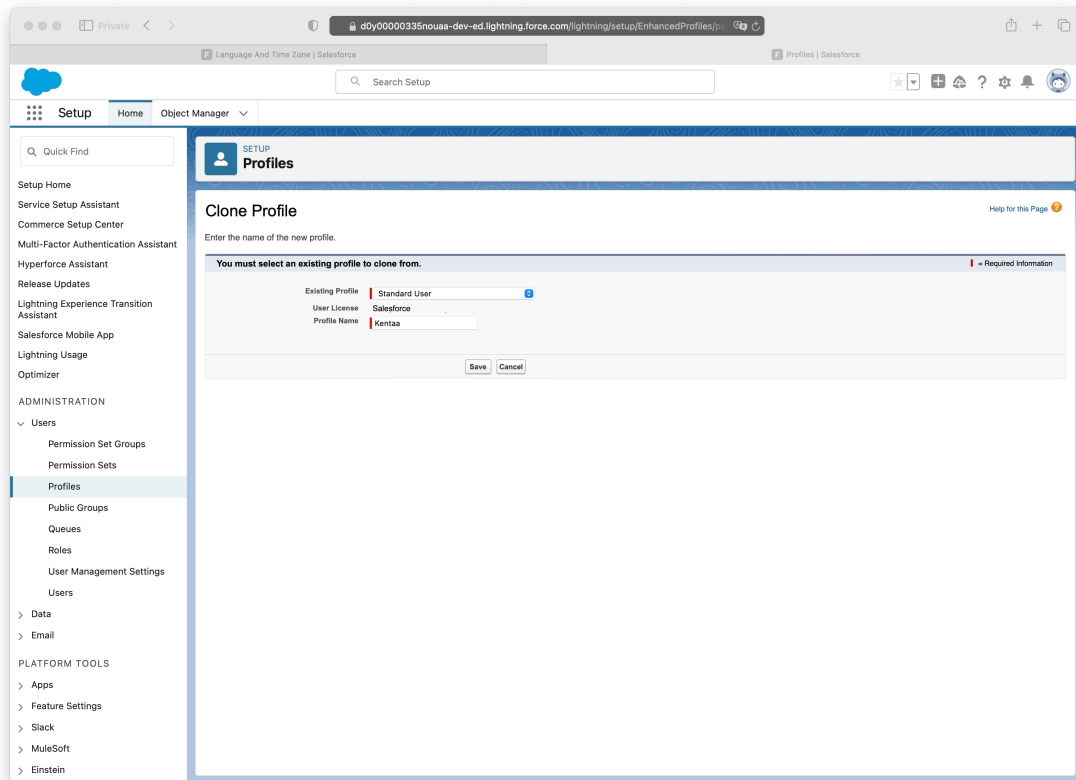 Private
d0y00000335nouaa-dev-ed.lightning.force.com/lightning/setup/EnhancedProfiles/pa
Language And Time Zone | Salesforce
Profiles | Salesforce
Search Setup
Setup
Home
Object Manager
Quick Find
SETUP
Profiles
Setup Home
Service Setup Assistant
Commerce Setup Center
Multi-Factor Authentication Assistant
Hyperforce Assistant
Release Updates
Lightning Experience Transition
Assistant
Salesforce Mobile App
Lightning Usage
Optimizer
ADMINISTRATION
Users
Permission Set Groups
Permission Sets
Profiles
Public Groups
Queues
Roles
User Management Settings
Users
Data
Email
PLATFORM TOOLS
Apps
Feature Settings
Slack
MuleSoft
Einstein
Clone Profile
Help for this Page
Enter the name of the new profile.
You must select an existing profile to clone from.
= Required Information
Existing Profile Standard User
User License Salesforce
Profile Name Kentaa
Save Cancel